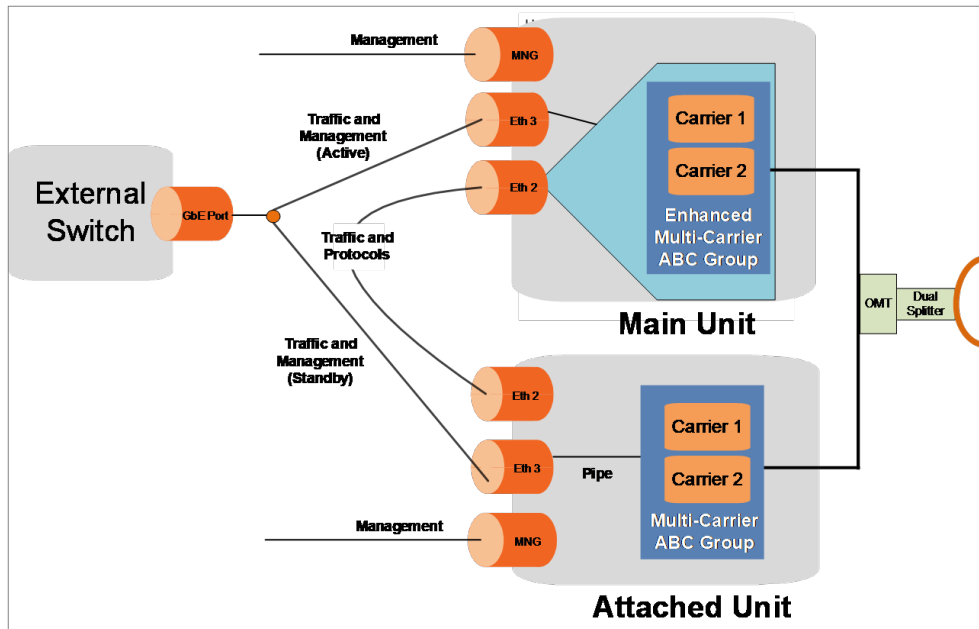 Management
MNG
Traffic and
Management
(Active)
Eth 3
Eth 2
External
Switch
GbE Port
Traffic and
Protocols
Carrier 1
Carrier 2
Enhanced
Multi-Carrier
ABC Group
Main Unit
OMT
Dual
Splitter
Traffic and
Management
(Standby)
Eth 2
Eth 3
Pipe
Carrier 1
Carrier 2
Multi-Carrier
ABC Group
Management
MNG
Attached Unit